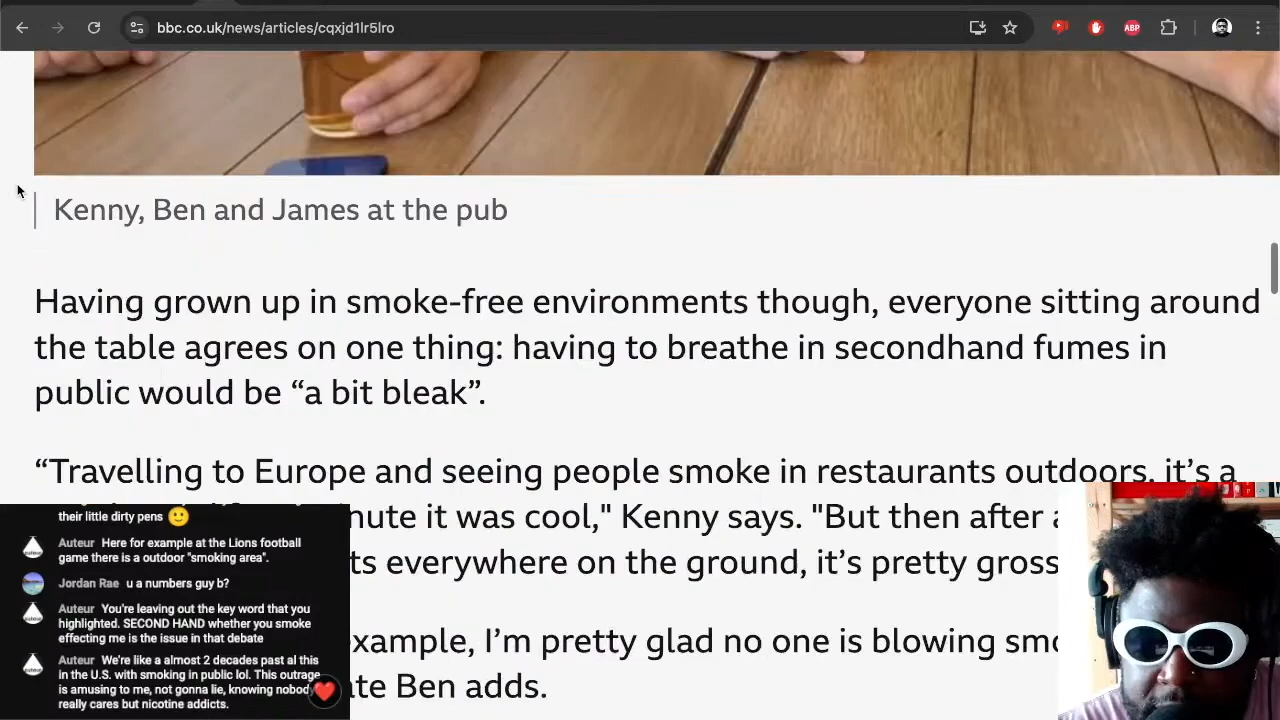 bbc.co.uk/news/articles/cqxjd1lr5lro
ABP
Kenny, Ben and James at the pub
Having grown up in smoke-free environments though, everyone sitting around
the table agrees on one thing: having to breathe in secondhand fumes in
public would be “a bit bleak”.
“Travelling to Europe and seeing people smoke in restaurants outdoors, it’s a
nute it was cool," Kenny says. "But then after a
ts everywhere on the ground, it’s pretty gross
example, I’m pretty glad no one is blowing smo
ate Ben adds.
their little dirty pens 🙂
Auteur Here for example at the Lions football
game there is a outdoor "smoking area".
Jordan Rae u a numbers guy b?
Auteur You're leaving out the key word that you
highlighted. SECOND HAND whether you smoke
effecting me is the issue in that debate
Auteur We're like a almost 2 decades past al this
in the U.S. with smoking in public lol. This outrage
is amusing to me, not gonna lie, knowing nobody
really cares but nicotine addicts.